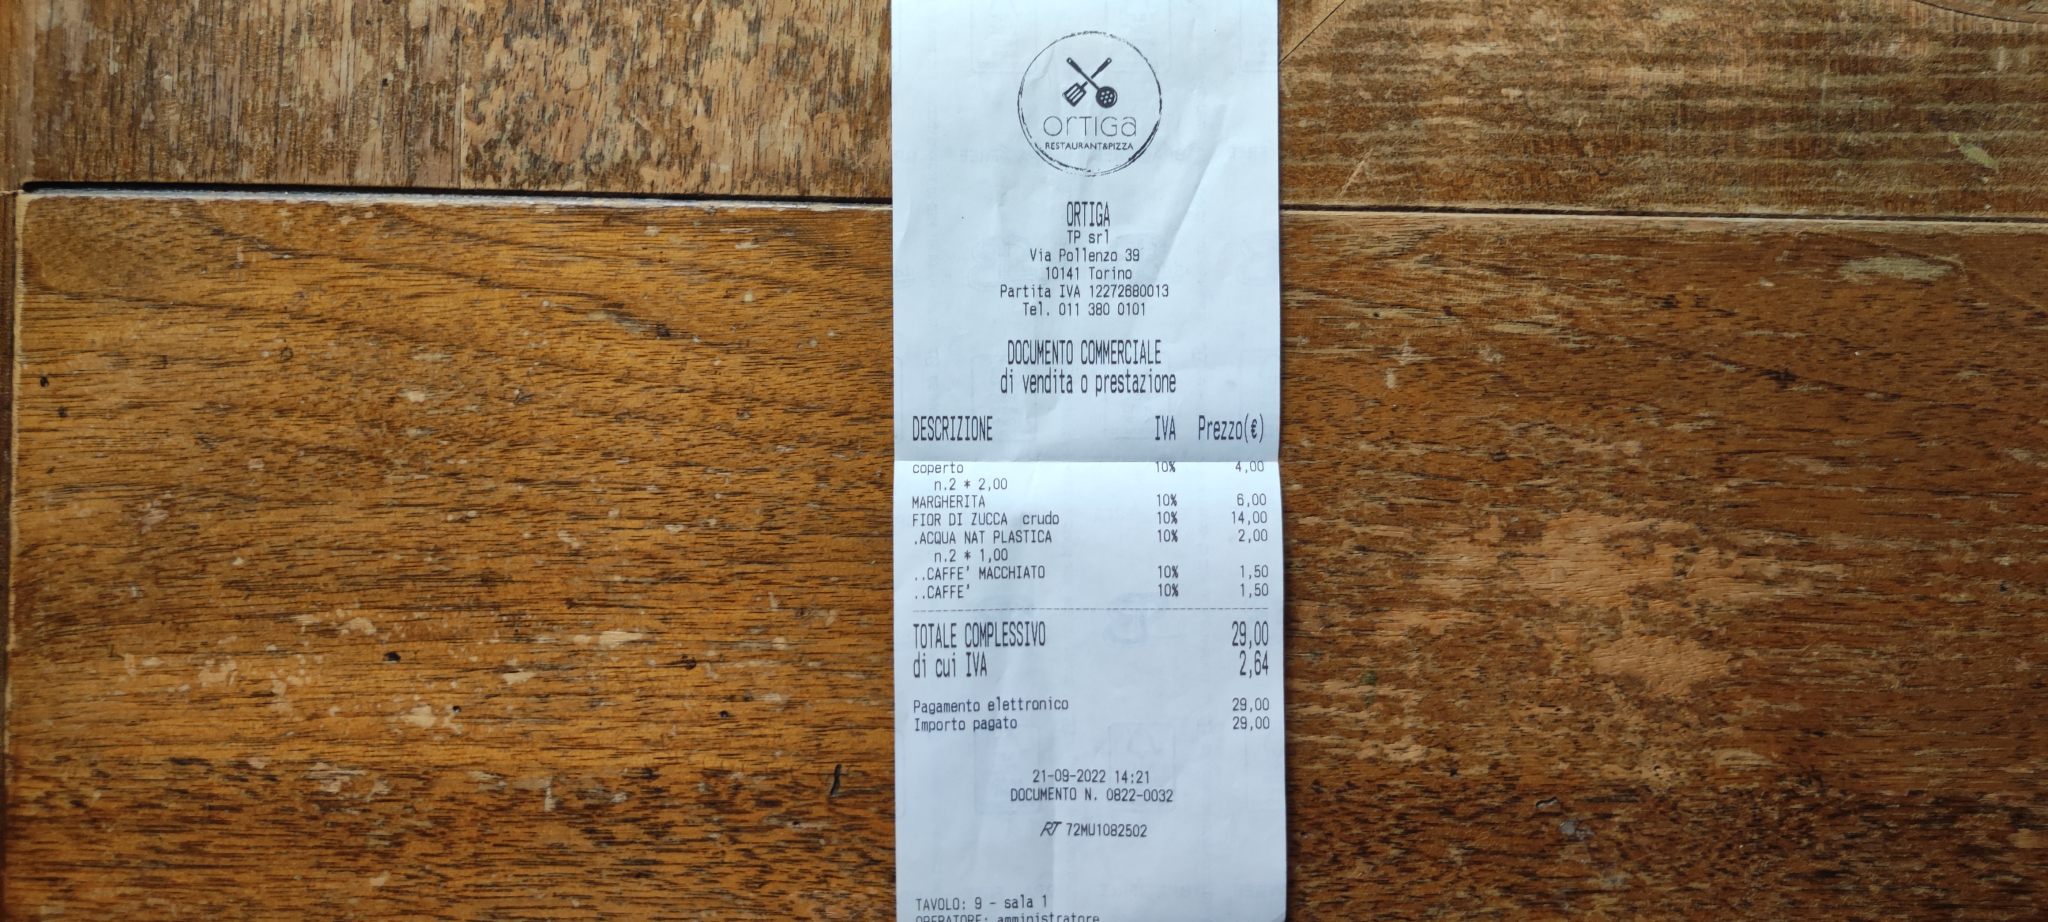 ORTIGA
RESTAURANT&PIZZA
ORTIGA
TP srl
Via Pollenzo 39
10141 Torino
Partita IVA 12272680013
Tel. 011 380 0101
DOCUMENTO COMMERCIALE
di vendita o prestazione
DESCRIZIONE IVA Prezzo(€)
coperto 10% 4,00
n.2 * 2,00
MARGHERITA 10% 6,00
FIOR DI ZUCCA crudo 10% 14,00
.ACQUA NAT PLASTICA 10% 2,00
n.2 * 1,00
..CAFFE' MACCHIATO 10% 1,50
..CAFFE' 10% 1,50
TOTALE COMPLESSIVO 29,00
di cui IVA 2,64
Pagamento elettronico 29,00
Importo pagato 29,00
21-09-2022 14:21
DOCUMENTO N. 0822-0032
RT 72MU1082502
TAVOLO: 9 - sala 1
OPERATORE: amministratore